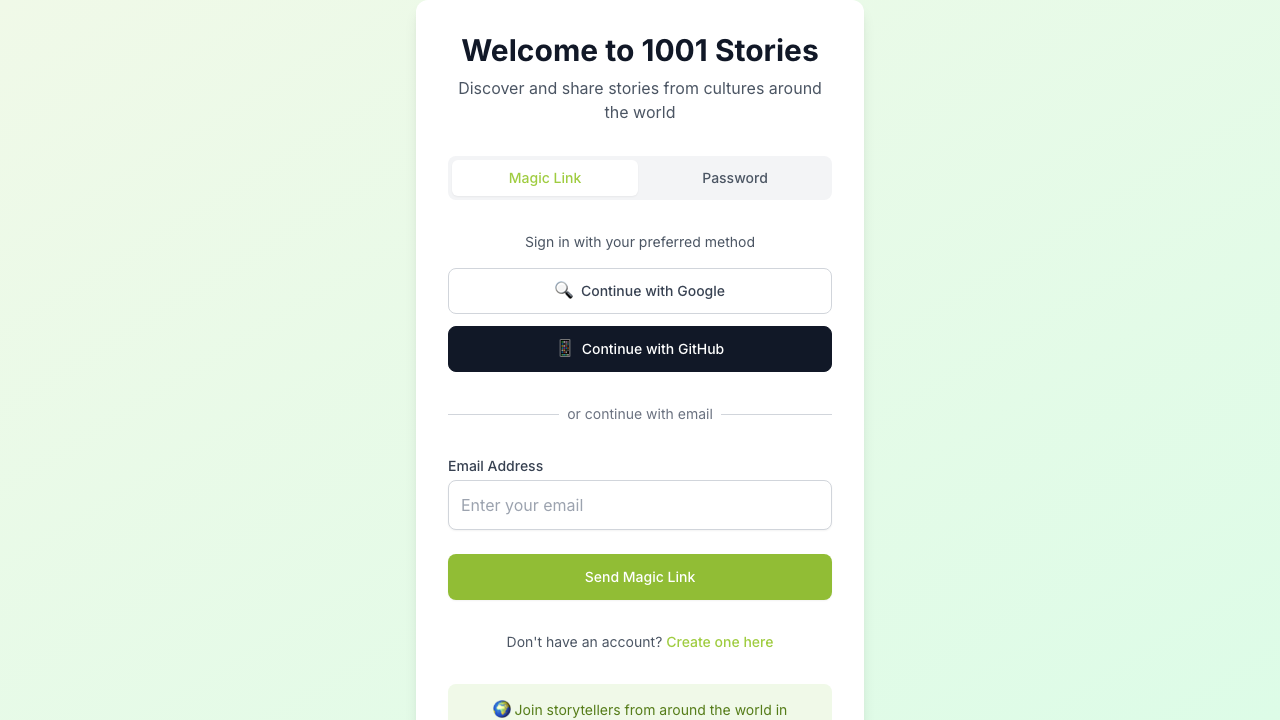 Welcome to 1001 Stories
Discover and share stories from cultures around
the world
Magic Link
Password
Sign in with your preferred method
🔍 Continue with Google
📱 Continue with GitHub
or continue with email
Email Address
Enter your email
Send Magic Link
Don't have an account? Create one here
🌍 Join storytellers from around the world in